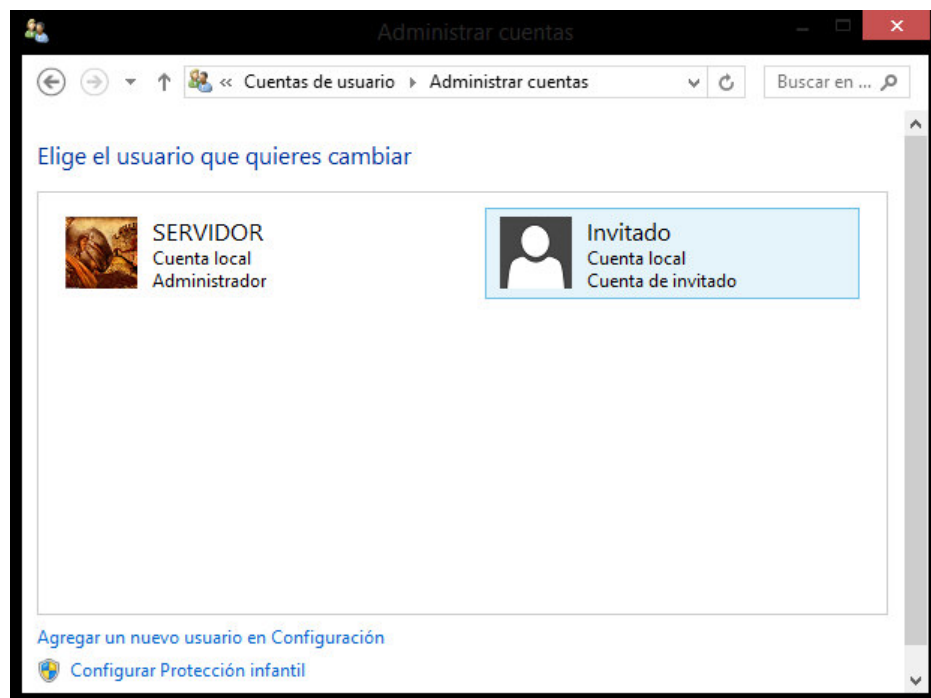 Administrar cuentas
« Cuentas de usuario Administrar cuentas
Buscar en ...
Elige el usuario que quieres cambiar
SERVIDOR
Cuenta local
Administrador
Invitado
Cuenta local
Cuenta de invitado
Agregar un nuevo usuario en Configuración
Configurar Protección infantil